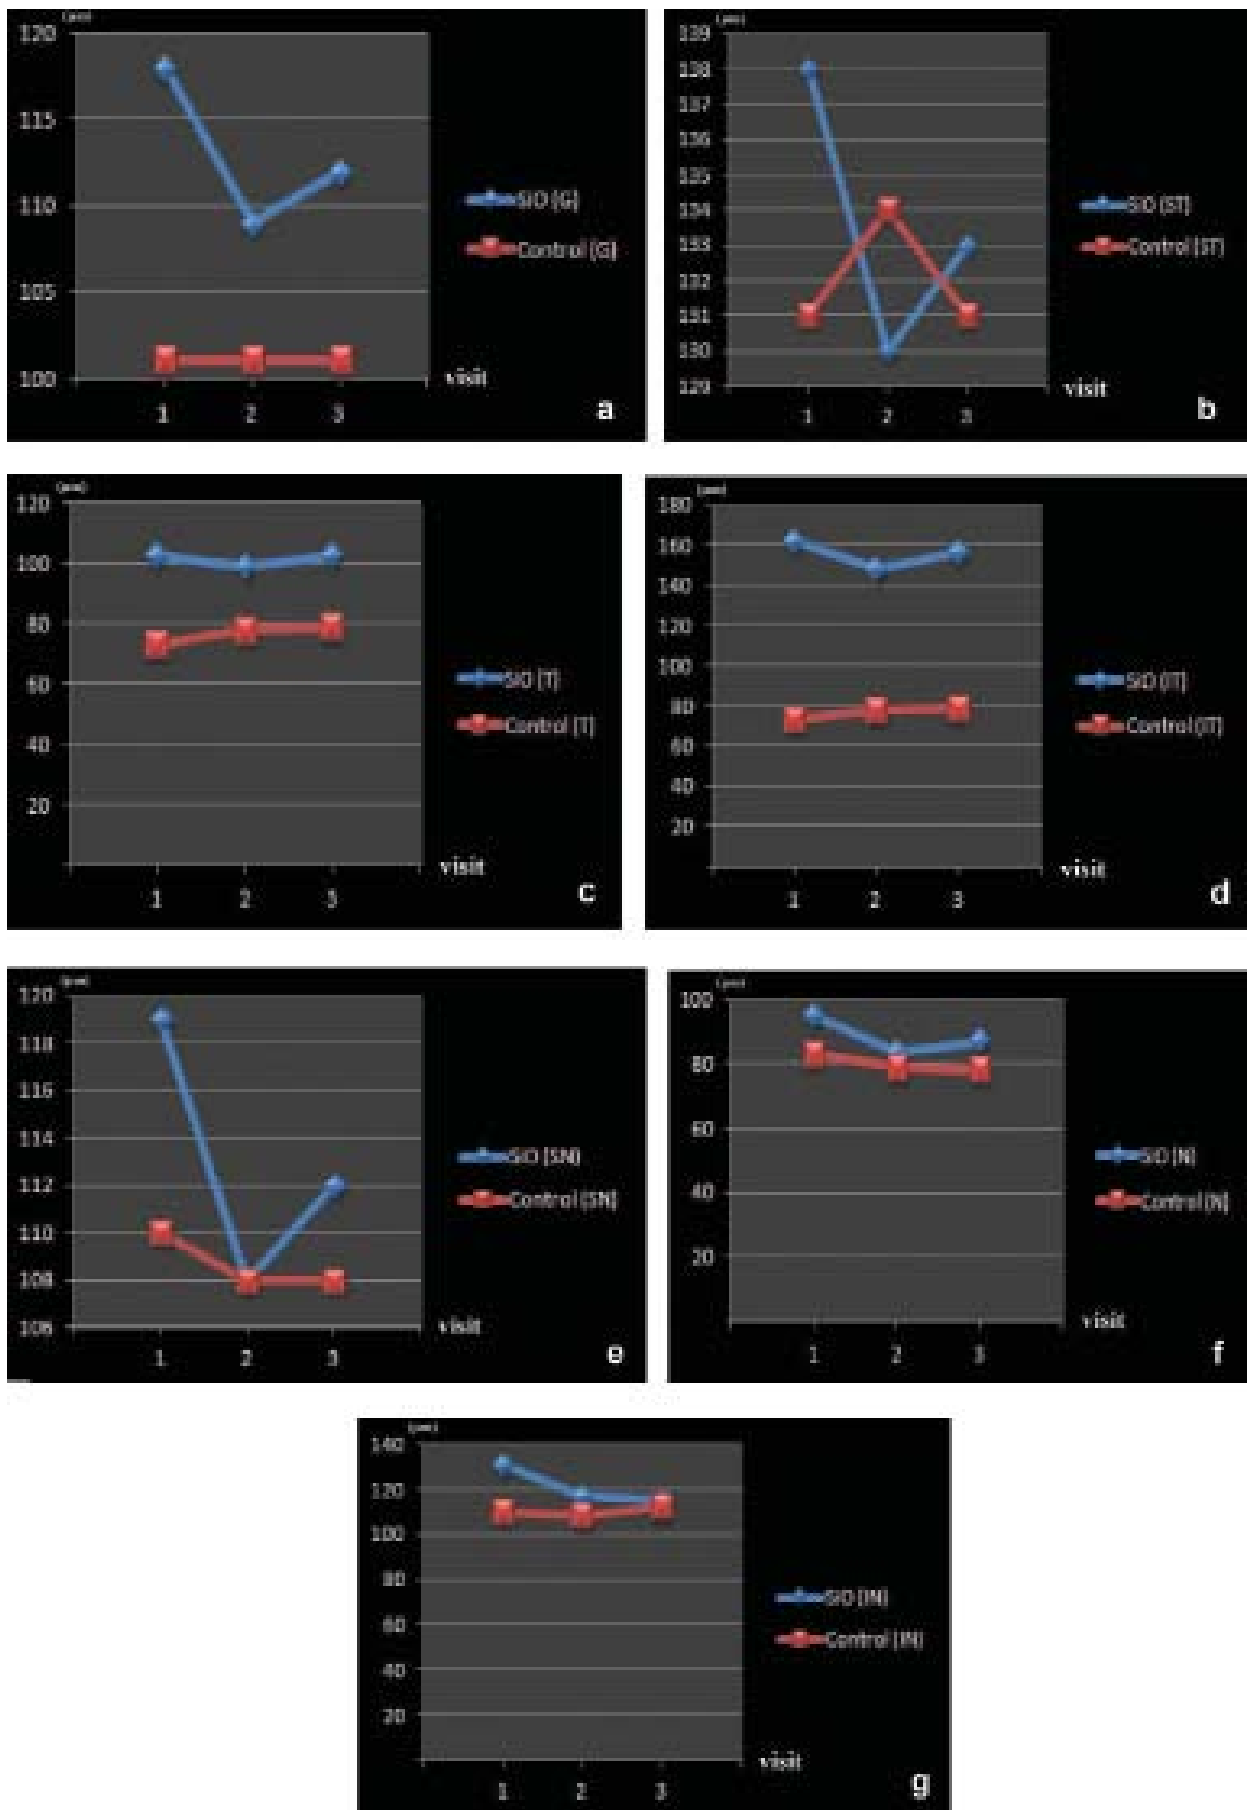 120
115
110
105
100
1 2 3
visit
SiO (G)
Control (G)
a
139
138
137
136
135
134
133
132
131
130
129
1 2 3
visit
SiO (ST)
Control (ST)
b
120
100
80
60
40
20
1 2 3
visit
SiO (T)
Control (T)
c
180
160
140
120
100
80
60
40
20
1 2 3
visit
SiO (IT)
Control (IT)
d
120
118
116
114
112
110
108
106
1 2 3
visit
SiO (SN)
Control (SN)
e
100
80
60
40
20
1 2 3
visit
SiO (N)
Control (N)
f
140
120
100
80
60
40
20
1 2 3
visit
SiO (IN)
Control (IN)
g